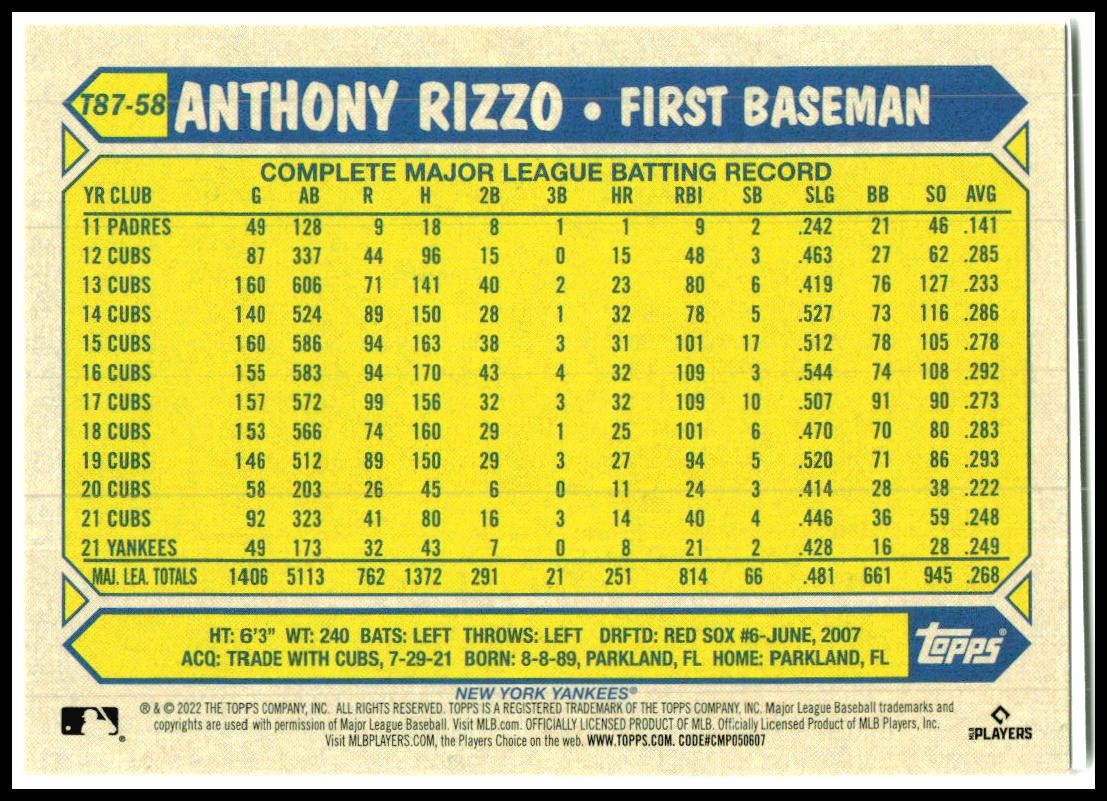 T87-58 ANTHONY RIZZO • FIRST BASEMAN
COMPLETE MAJOR LEAGUE BATTING RECORD
YR CLUB G AB R H 2B 3B HR RBI SB SLG BB SO AVG
11 PADRES 49 128 9 18 8 1 1 9 2 .242 21 46 .141
12 CUBS 87 337 44 96 15 0 15 48 3 .463 27 62 .285
13 CUBS 160 606 71 141 40 2 23 80 6 .419 76 127 .233
14 CUBS 140 524 89 150 28 1 32 78 5 .527 73 116 .286
15 CUBS 160 586 94 163 38 3 31 101 17 .512 78 105 .278
16 CUBS 155 583 94 170 43 4 32 109 3 .544 74 108 .292
17 CUBS 157 572 99 156 32 3 32 109 10 .507 91 90 .273
18 CUBS 153 566 74 160 29 1 25 101 6 .470 70 80 .283
19 CUBS 146 512 89 150 29 3 27 94 5 .520 71 86 .293
20 CUBS 58 203 26 45 6 0 11 24 3 .414 28 38 .222
21 CUBS 92 323 41 80 16 3 14 40 4 .446 36 59 .248
21 YANKEES 49 173 32 43 7 0 8 21 2 .428 16 28 .249
MAJ. LEA. TOTALS 1406 5113 762 1372 291 21 251 814 66 .481 661 945 .268
HT: 6'3" WT: 240 BATS: LEFT THROWS: LEFT DRFTD: RED SOX #6-JUNE, 2007
ACQ: TRADE WITH CUBS, 7-29-21 BORN: 8-8-89, PARKLAND, FL HOME: PARKLAND, FL
topps®
NEW YORK YANKEES®
® & © 2022 THE TOPPS COMPANY, INC. ALL RIGHTS RESERVED. TOPPS IS A REGISTERED TRADEMARK OF THE TOPPS COMPANY, INC. Major League Baseball trademarks and
copyrights are used with permission of Major League Baseball. Visit MLB.com. OFFICIALLY LICENSED PRODUCT OF MLB. Officially Licensed Product of MLB Players, Inc.
Visit MLBPLAYERS.COM, the Players Choice on the web. WWW.TOPPS.COM. CODE#CMP050607
MLB PLAYERS